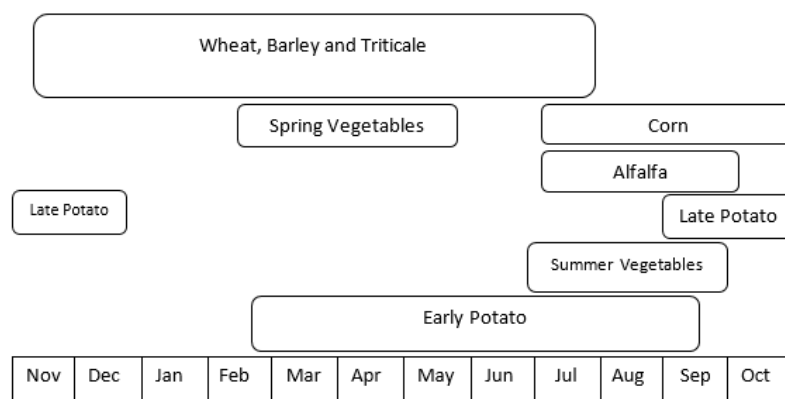 Wheat, Barley and Triticale
Spring Vegetables
Corn
Alfalfa
Late Potato
Late Potato
Summer Vegetables
Early Potato
Nov Dec Jan Feb Mar Apr May Jun Jul Aug Sep Oct